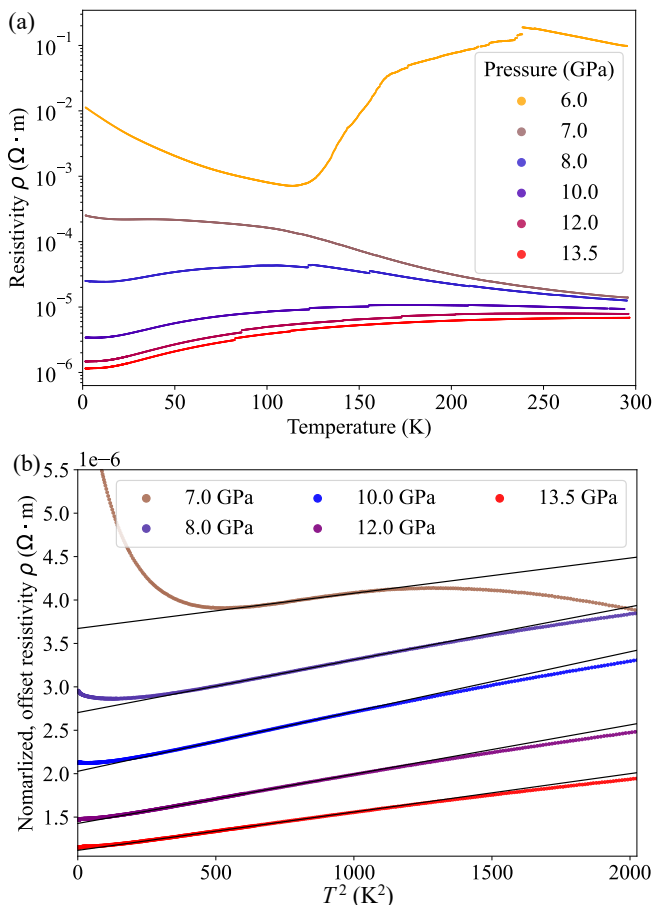 (a)
10⁻¹
10⁻²
10⁻³
10⁻⁴
10⁻⁵
10⁻⁶
Resistivity ρ (Ω · m)
Pressure (GPa)
6.0
7.0
8.0
10.0
12.0
13.5
0 50 100 150 200 250 300
Temperature (K)
(b)
1e−6
5.5
5.0
4.5
4.0
3.5
3.0
2.5
2.0
1.5
Nomarlized, offset resistivity ρ (Ω · m)
7.0 GPa 10.0 GPa 13.5 GPa
8.0 GPa 12.0 GPa
0 500 1000 1500 2000
T² (K²)